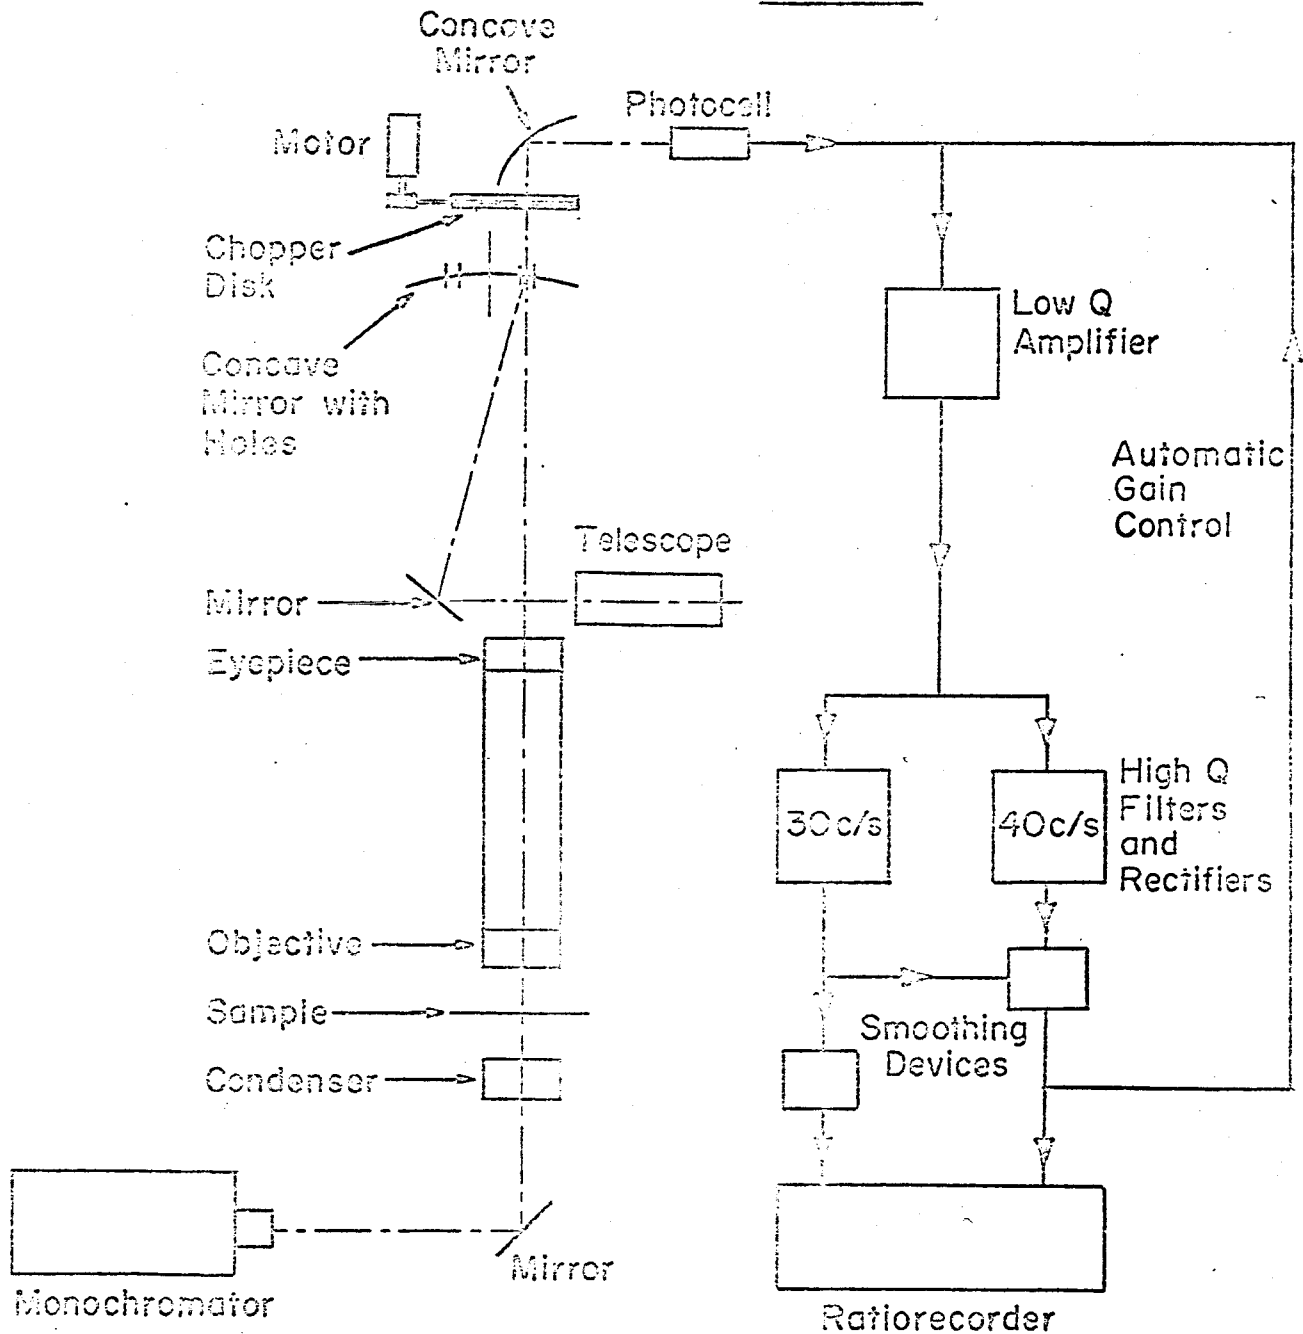 Concave
Mirror
Photocell
Motor
Chopper
Disk
Low Q
Amplifier
Concave
Mirror with
Holes
Automatic
Gain
Control
Telescope
Mirror
Eyepiece
30c/s
40c/s
High Q
Filters
and
Rectifiers
Objective
Sample
Smoothing
Devices
Condenser
Mirror
Monochromator
Ratiorecorder